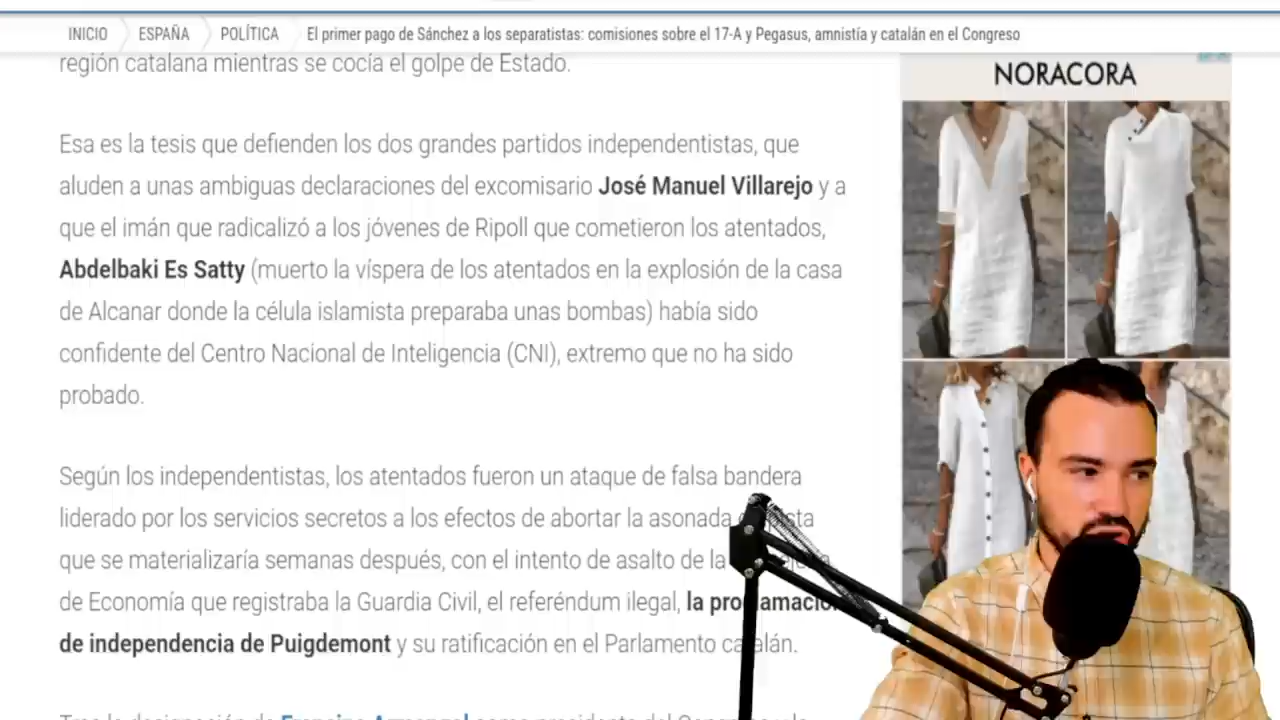 INICIO ESPAÑA POLÍTICA El primer pago de Sánchez a los separatistas: comisiones sobre el 17-A y Pegasus, amnistía y catalán en el Congreso
región catalana mientras se cocía el golpe de Estado.
NORACORA
Esa es la tesis que defienden los dos grandes partidos independentistas, que
aluden a unas ambiguas declaraciones del excomisario José Manuel Villarejo y a
que el imán que radicalizó a los jóvenes de Ripoll que cometieron los atentados,
Abdelbaki Es Satty (muerto la víspera de los atentados en la explosión de la casa
de Alcanar donde la célula islamista preparaba unas bombas) había sido
confidente del Centro Nacional de Inteligencia (CNI), extremo que no ha sido
probado.
Según los independentistas, los atentados fueron un ataque de falsa bandera
liderado por los servicios secretos a los efectos de abortar la asonada
que se materializaría semanas después, con el intento de asalto de la
de Economía que registraba la Guardia Civil, el referéndum ilegal, la proclamación
de independencia de Puigdemont y su ratificación en el Parlamento catalán.